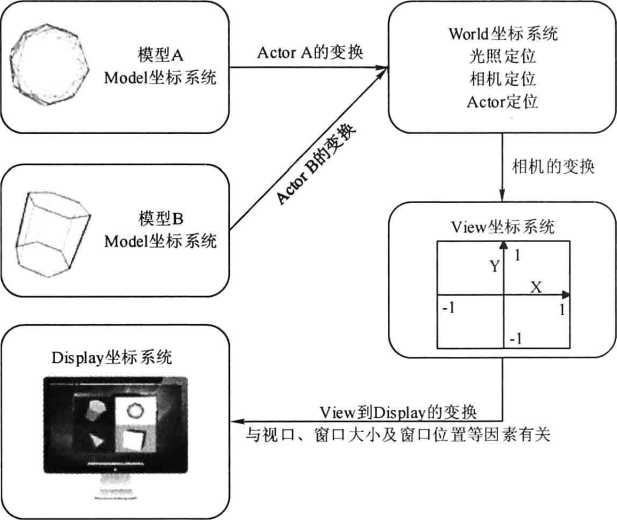 模型A
Model坐标系统
Actor A的变换
World坐标系统
光照定位
相机定位
Actor定位
模型B
Model坐标系统
Actor B的变换
相机的变换
View坐标系统
Y
1
X
-1
1
-1
Display坐标系统
View到Display的变换
与视口、窗口大小及窗口位置等因素有关